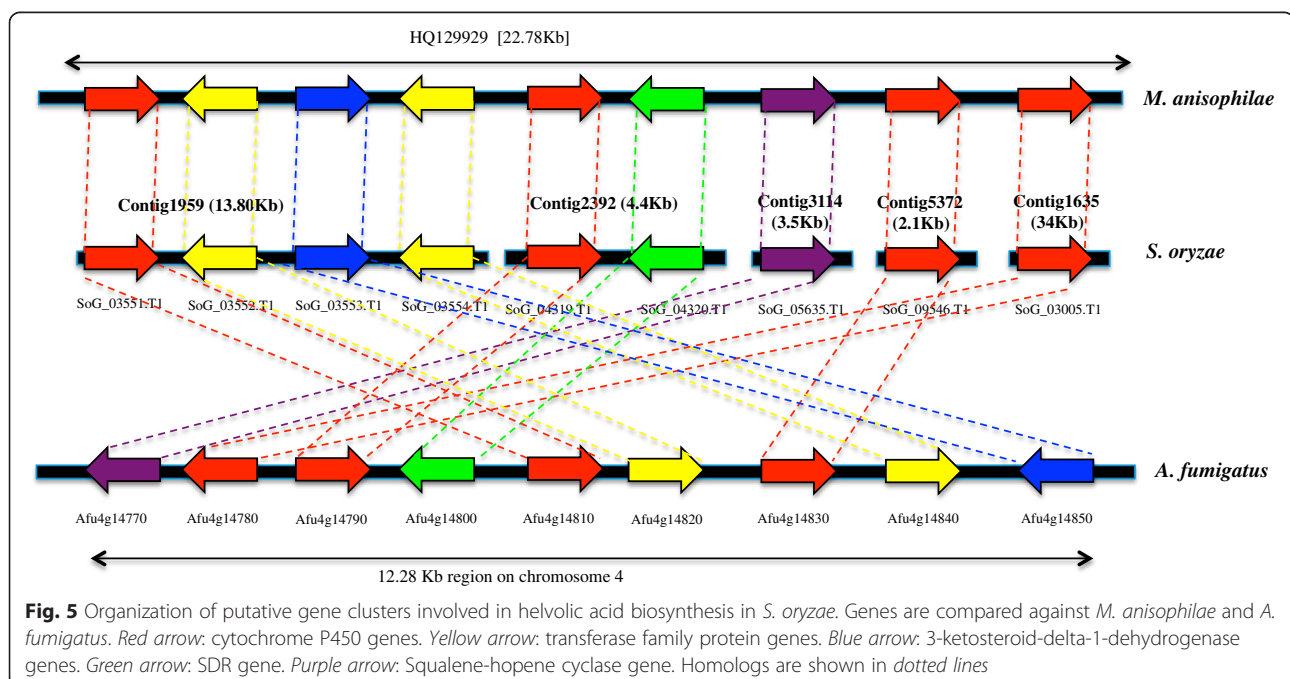 HQ129929 [22.78Kb]
M. anisophilae
Contig1959 (13.80Kb) Contig2392 (4.4Kb) Contig3114 (3.5Kb) Contig5372 (2.1Kb) Contig1635 (34Kb)
S. oryzae
SoG_03551.T1 SoG_03552.T1 SoG_03553.T1 SoG_03554.T1 SoG_04319.T1 SoG_04320.T1 SoG_05635.T1 SoG_09546.T1 SoG_03005.T1
A. fumigatus
Afu4g14770 Afu4g14780 Afu4g14790 Afu4g14800 Afu4g14810 Afu4g14820 Afu4g14830 Afu4g14840 Afu4g14850
12.28 Kb region on chromosome 4
Fig. 5 Organization of putative gene clusters involved in helvolic acid biosynthesis in S. oryzae. Genes are compared against M. anisophilae and A.
fumigatus. Red arrow: cytochrome P450 genes. Yellow arrow: transferase family protein genes. Blue arrow: 3-ketosteroid-delta-1-dehydrogenase
genes. Green arrow: SDR gene. Purple arrow: Squalene-hopene cyclase gene. Homologs are shown in dotted lines